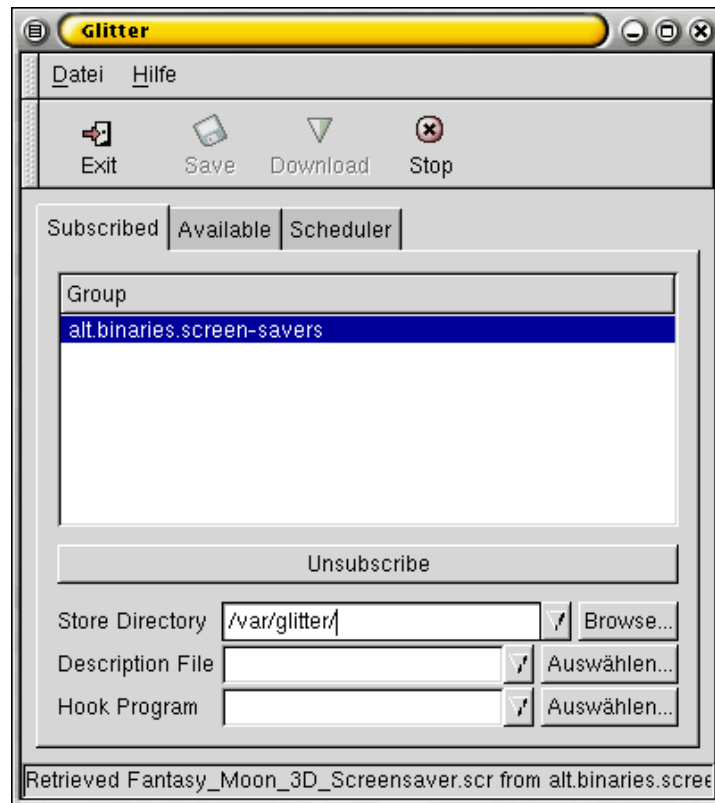 Glitter
Datei Hilfe
Exit Save Download Stop
Subscribed Available Scheduler
Group
alt.binaries.screen-savers
Unsubscribe
Store Directory /var/glitter/ Browse...
Description File Auswählen...
Hook Program Auswählen...
Retrieved Fantasy_Moon_3D_Screensaver.scr from alt.binaries.scree